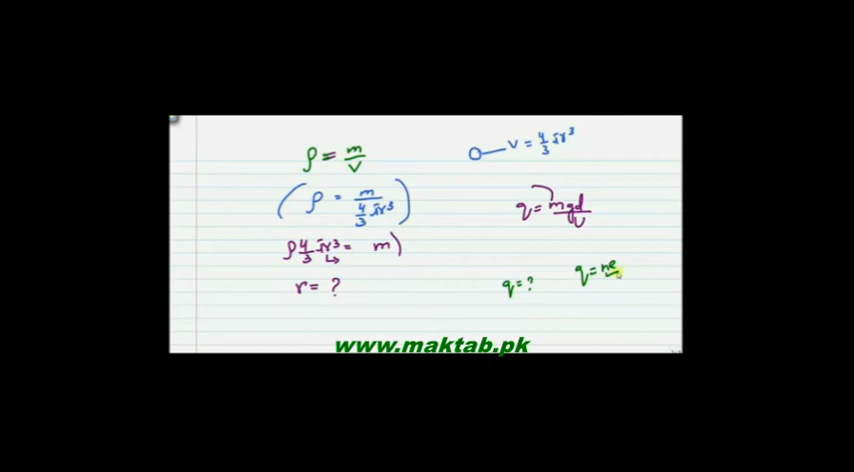 ρ = m/V
V = 4/3 πr³
(ρ = m / 4/3 πr³)
q = mgd/V
ρ 4/3 πr³ = m)
r = ?
q = ?
q = ne
www.maktab.pk